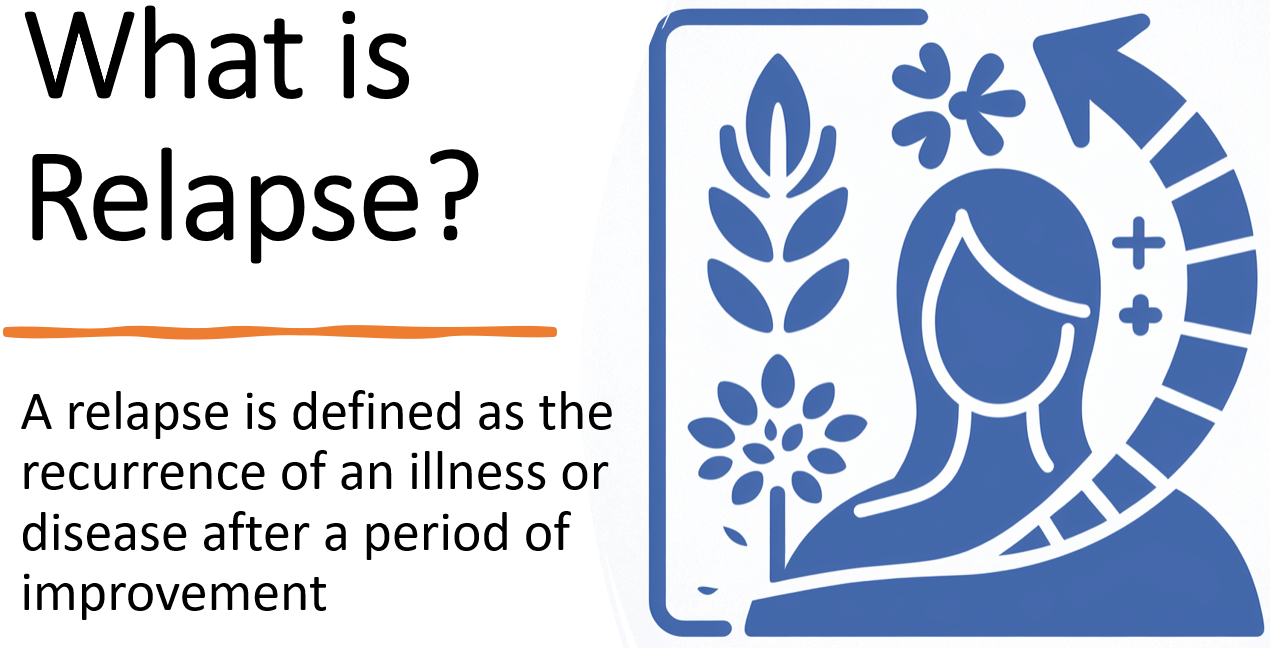 What is
Relapse?
A relapse is defined as the
recurrence of an illness or
disease after a period of
improvement